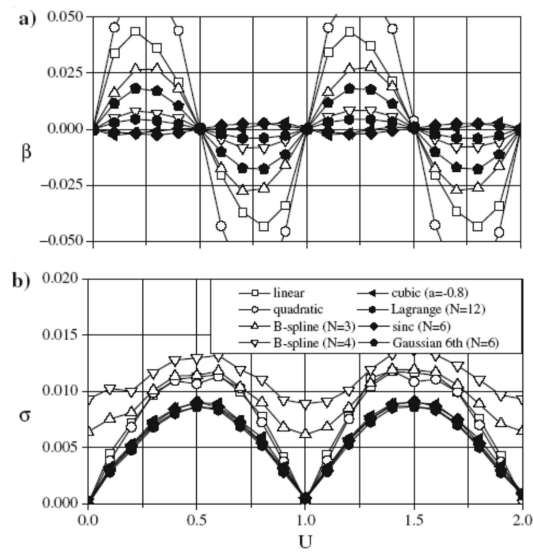 a)
0.050
0.025
0.000
β
−0.025
−0.050
b)
0.020
linear
quadratic
B-spline (N=3)
B-spline (N=4)
cubic (a=-0.8)
Lagrange (N=12)
sinc (N=6)
Gaussian 6th (N=6)
0.015
0.010
σ
0.005
0.000
0.0 0.5 1.0 1.5 2.0
U